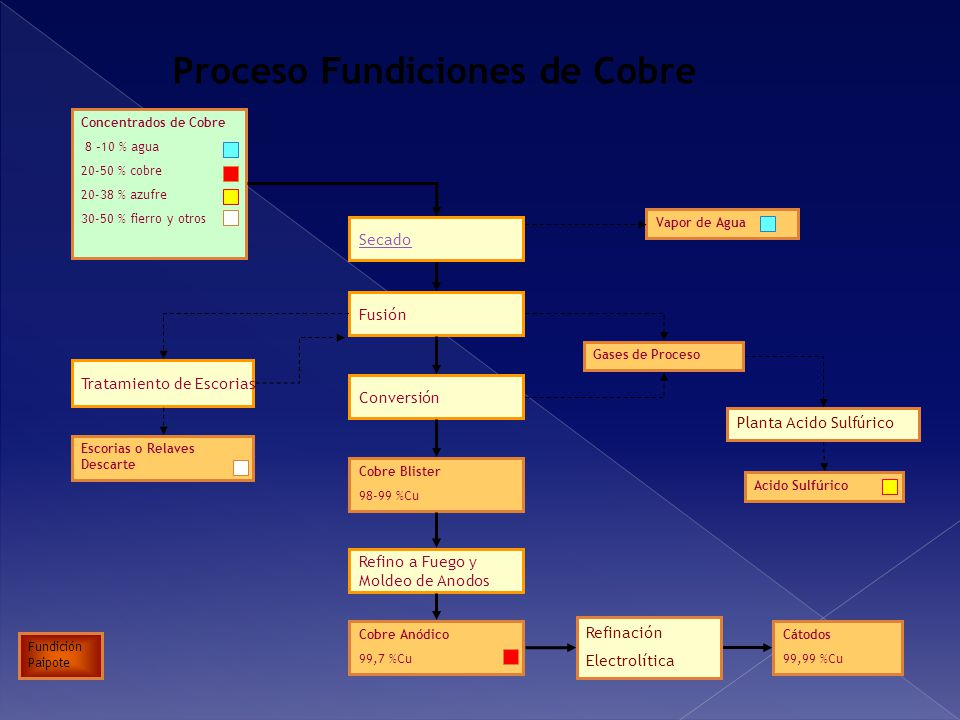 Proceso Fundiciones de Cobre
Concentrados de Cobre
8 -10 % agua
20-50 % cobre
20-38 % azufre
30-50 % fierro y otros
Secado
Vapor de Agua
Fusión
Gases de Proceso
Tratamiento de Escorias
Conversión
Planta Acido Sulfúrico
Escorias o Relaves
Descarte
Cobre Blister
98-99 %Cu
Acido Sulfúrico
Refino a Fuego y
Moldeo de Anodos
Fundición
Paipote
Cobre Anódico
99,7 %Cu
Refinación
Electrolítica
Cátodos
99,99 %Cu